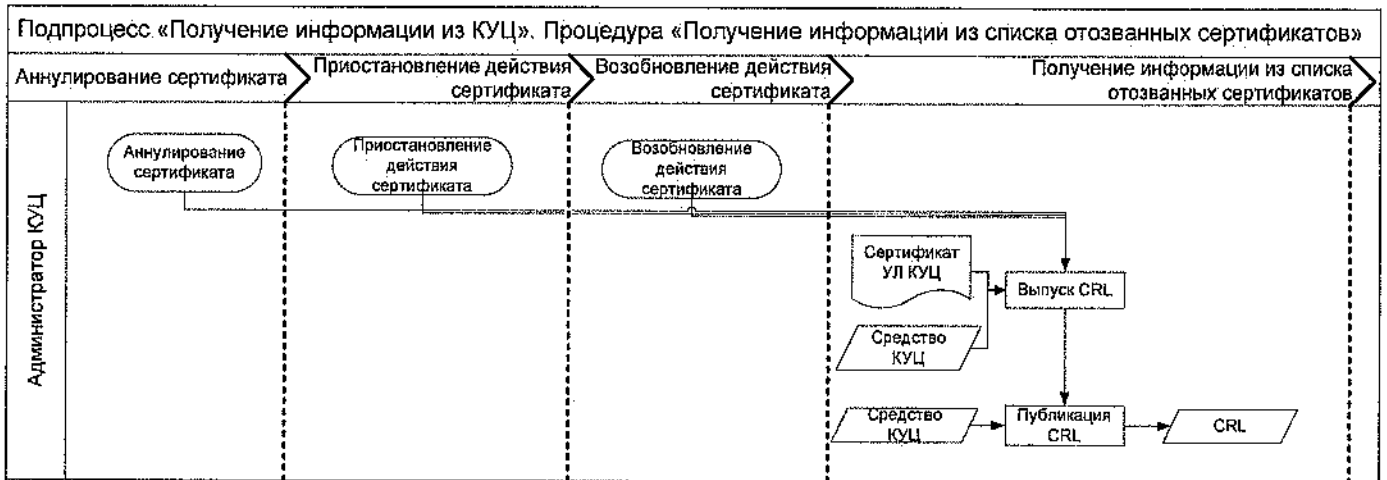 Подпроцесс «Получение информации из КУЦ». Процедура «Получение информации из списка отозванных сертификатов»
Аннулирование сертификата
Приостановление действия
сертификата
Возобновление действия
сертификата
Получение информации из списка
отозванных сертификатов
Администратор КУЦ
Аннулирование
сертификата
Приостановление
действия
сертификата
Возобновление
действия
сертификата
Сертификат
УЛ КУЦ
Выпуск CRL
Средство
КУЦ
Средство
КУЦ
Публикация
CRL
CRL